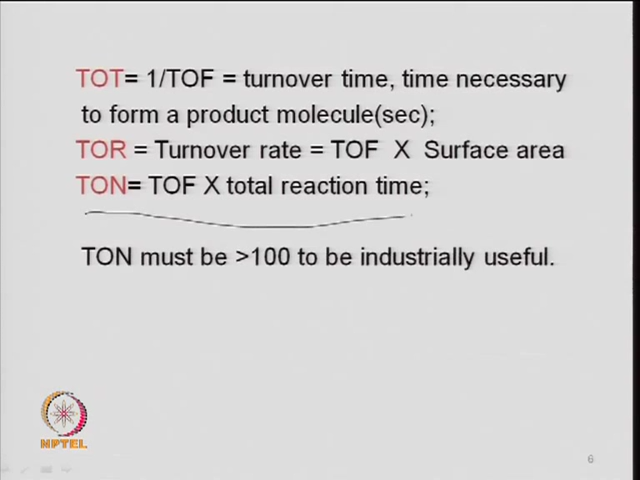 TOT= 1/TOF = turnover time, time necessary
to form a product molecule(sec);
TOR = Turnover rate = TOF X Surface area
TON= TOF X total reaction time;
TON must be >100 to be industrially useful.
NPTEL
6